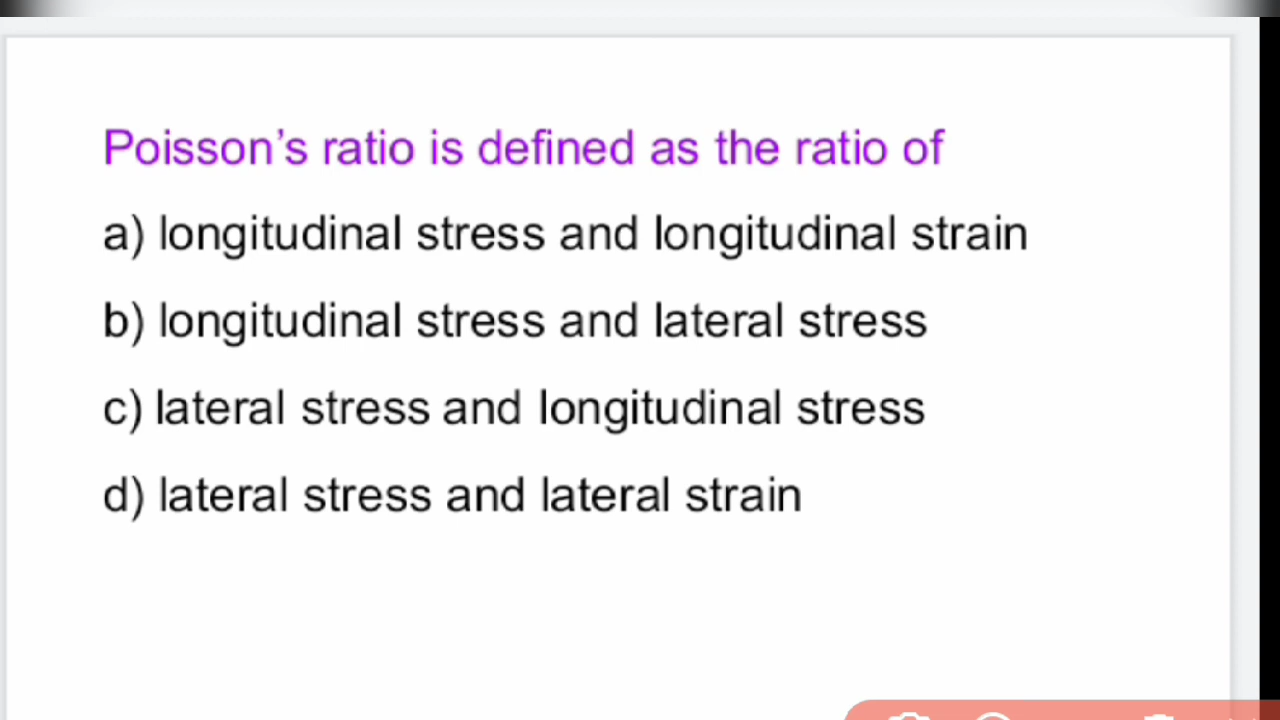 Poisson’s ratio is defined as the ratio of
a) longitudinal stress and longitudinal strain
b) longitudinal stress and lateral stress
c) lateral stress and longitudinal stress
d) lateral stress and lateral strain